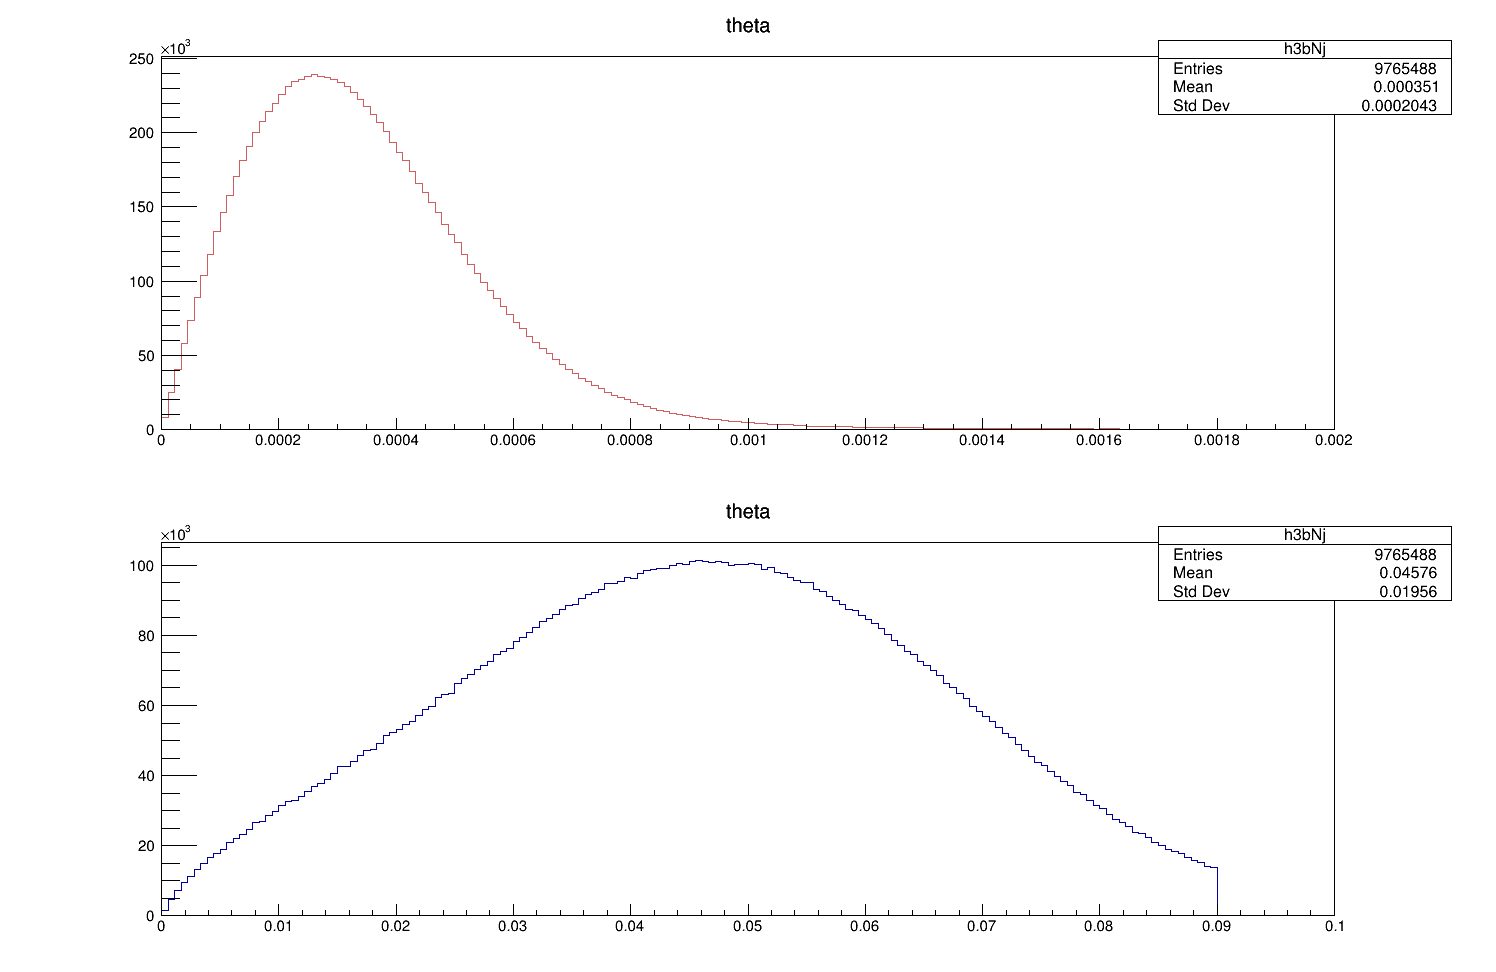 theta
×10³
h3bNj
Entries 9765488
Mean 0.000351
Std Dev 0.0002043
250
200
150
100
50
0
0 0.0002 0.0004 0.0006 0.0008 0.001 0.0012 0.0014 0.0016 0.0018 0.002
theta
×10³
h3bNj
Entries 9765488
Mean 0.04576
Std Dev 0.01956
100
80
60
40
20
0
0 0.01 0.02 0.03 0.04 0.05 0.06 0.07 0.08 0.09 0.1